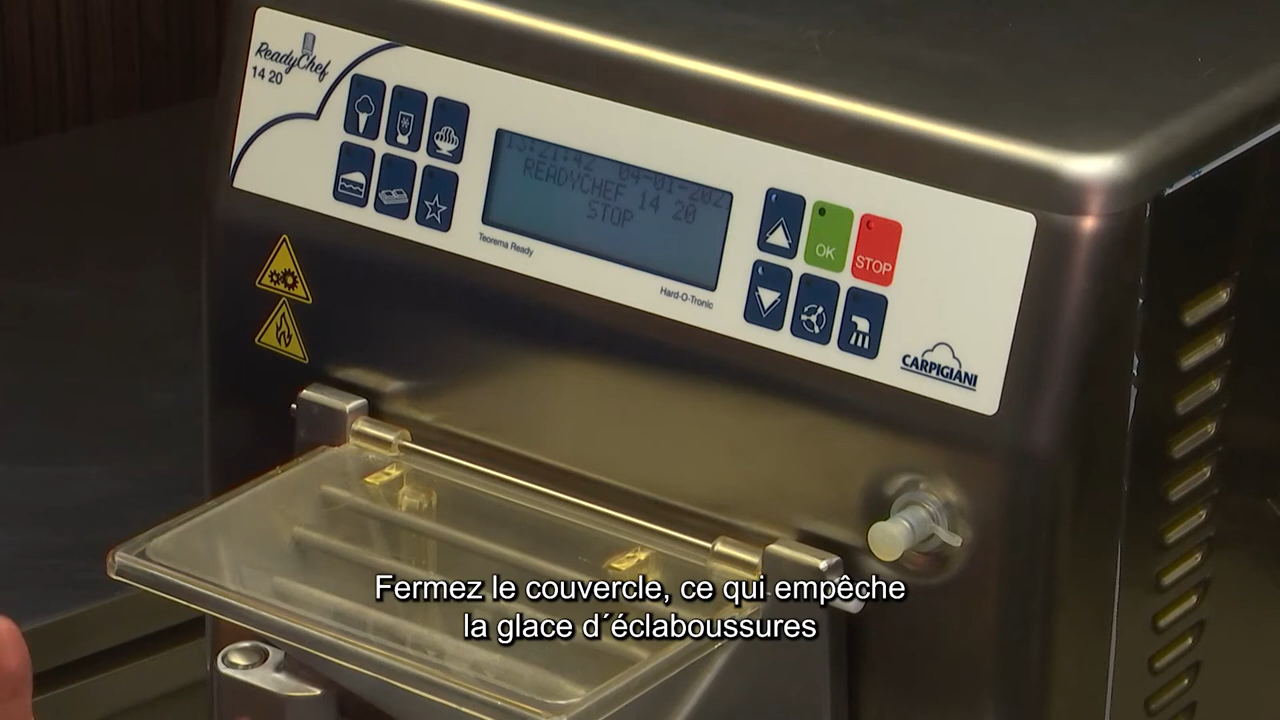 ReadyChef
14 20
13:21:42 04-01-202
READYCHEF 14 20
STOP
Teorema Ready
Hard-O-Tronic
OK
STOP
CARPIGIANI
Fermez le couvercle, ce qui empêche
la glace d´éclaboussures